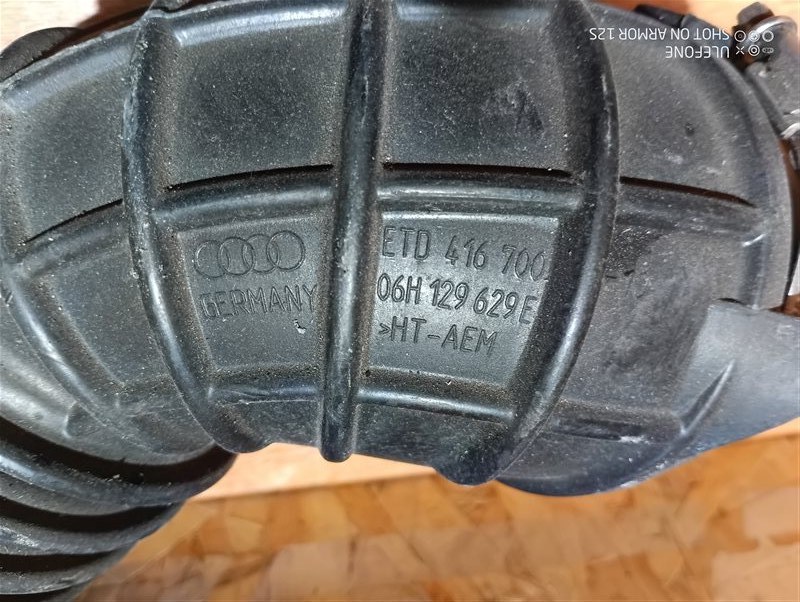 ULEFONE
SHOT ON ARMOR 12S
ETD 416 700
GERMANY
06H 129 629 E
>HT-AEM